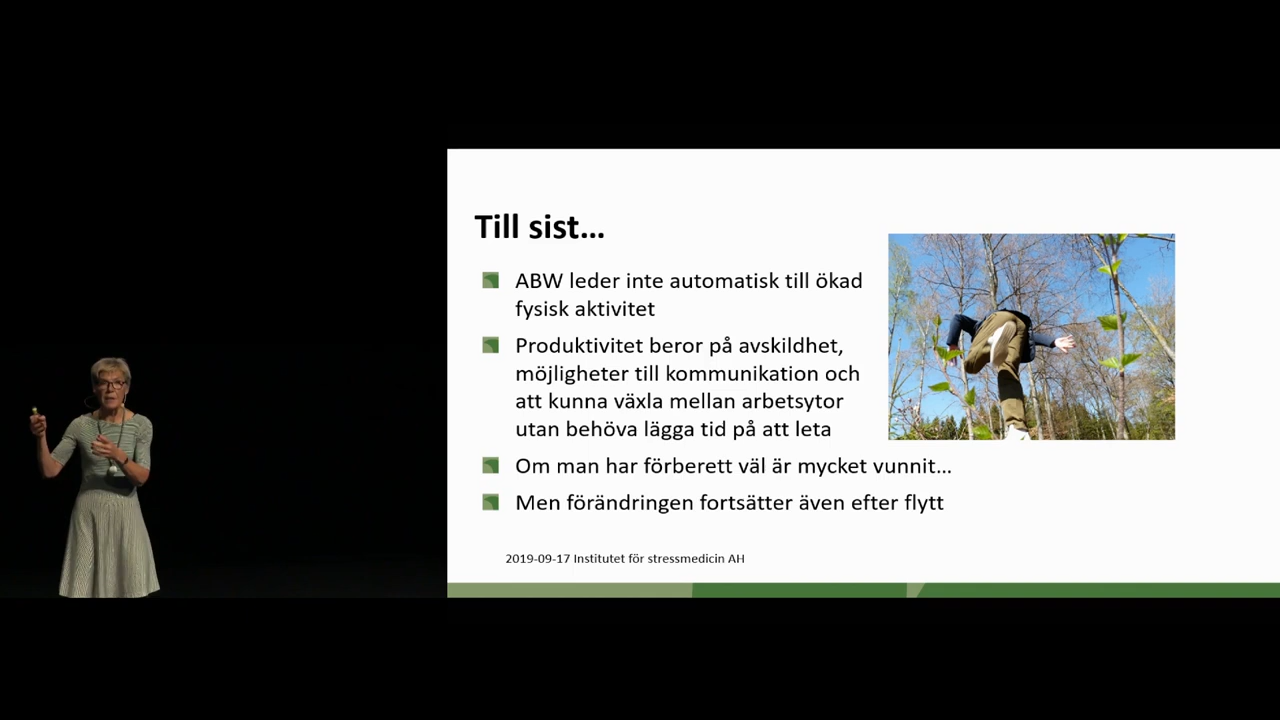 Till sist...
ABW leder inte automatisk till ökad
fysisk aktivitet
Produktivitet beror på avskildhet,
möjligheter till kommunikation och
att kunna växla mellan arbetsytor
utan behöva lägga tid på att leta
Om man har förberett väl är mycket vunnit...
Men förändringen fortsätter även efter flytt
2019-09-17 Institutet för stressmedicin AH